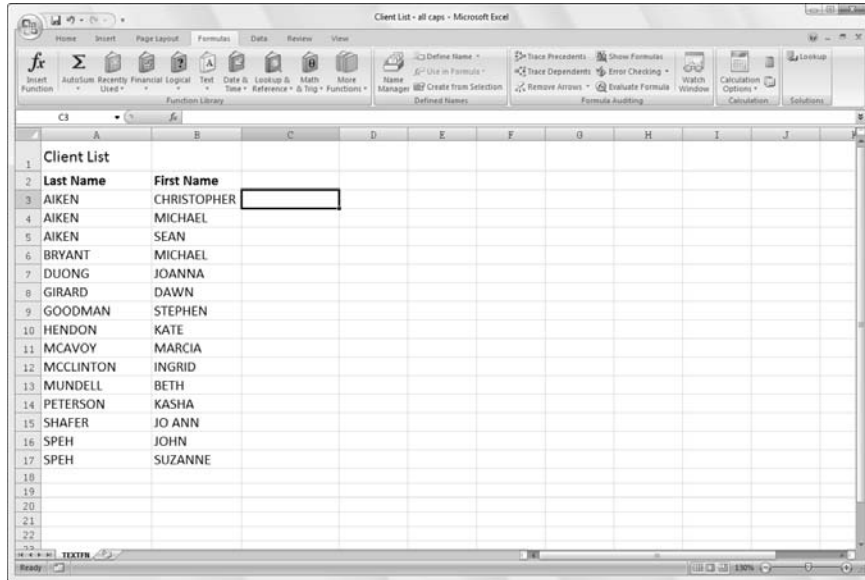 Client List - all caps - Microsoft Excel
Home Insert Page Layout Formulas Data Review View
fx Σ
Insert Function AutoSum Recently Used Financial Logical Text Date & Time Lookup & Reference Math & Trig More Functions
Function Library
Name Manager
Define Name
Use in Formula
Create from Selection
Defined Names
Trace Precedents Show Formulas
Trace Dependents Error Checking
Remove Arrows Evaluate Formula
Watch Window
Formula Auditing
Calculation Options
Calculation
Lookup
Solutions
C3 fx
A B C D E F G H I J
1 Client List
2 Last Name First Name
3 AIKEN CHRISTOPHER
4 AIKEN MICHAEL
5 AIKEN SEAN
6 BRYANT MICHAEL
7 DUONG JOANNA
8 GIRARD DAWN
9 GOODMAN STEPHEN
10 HENDON KATE
11 MCAVOY MARCIA
12 MCCLINTON INGRID
13 MUNDELL BETH
14 PETERSON KASHA
15 SHAFER JO ANN
16 SPEH JOHN
17 SPEH SUZANNE
18
19
20
21
22
TEXTFN
Ready 130%